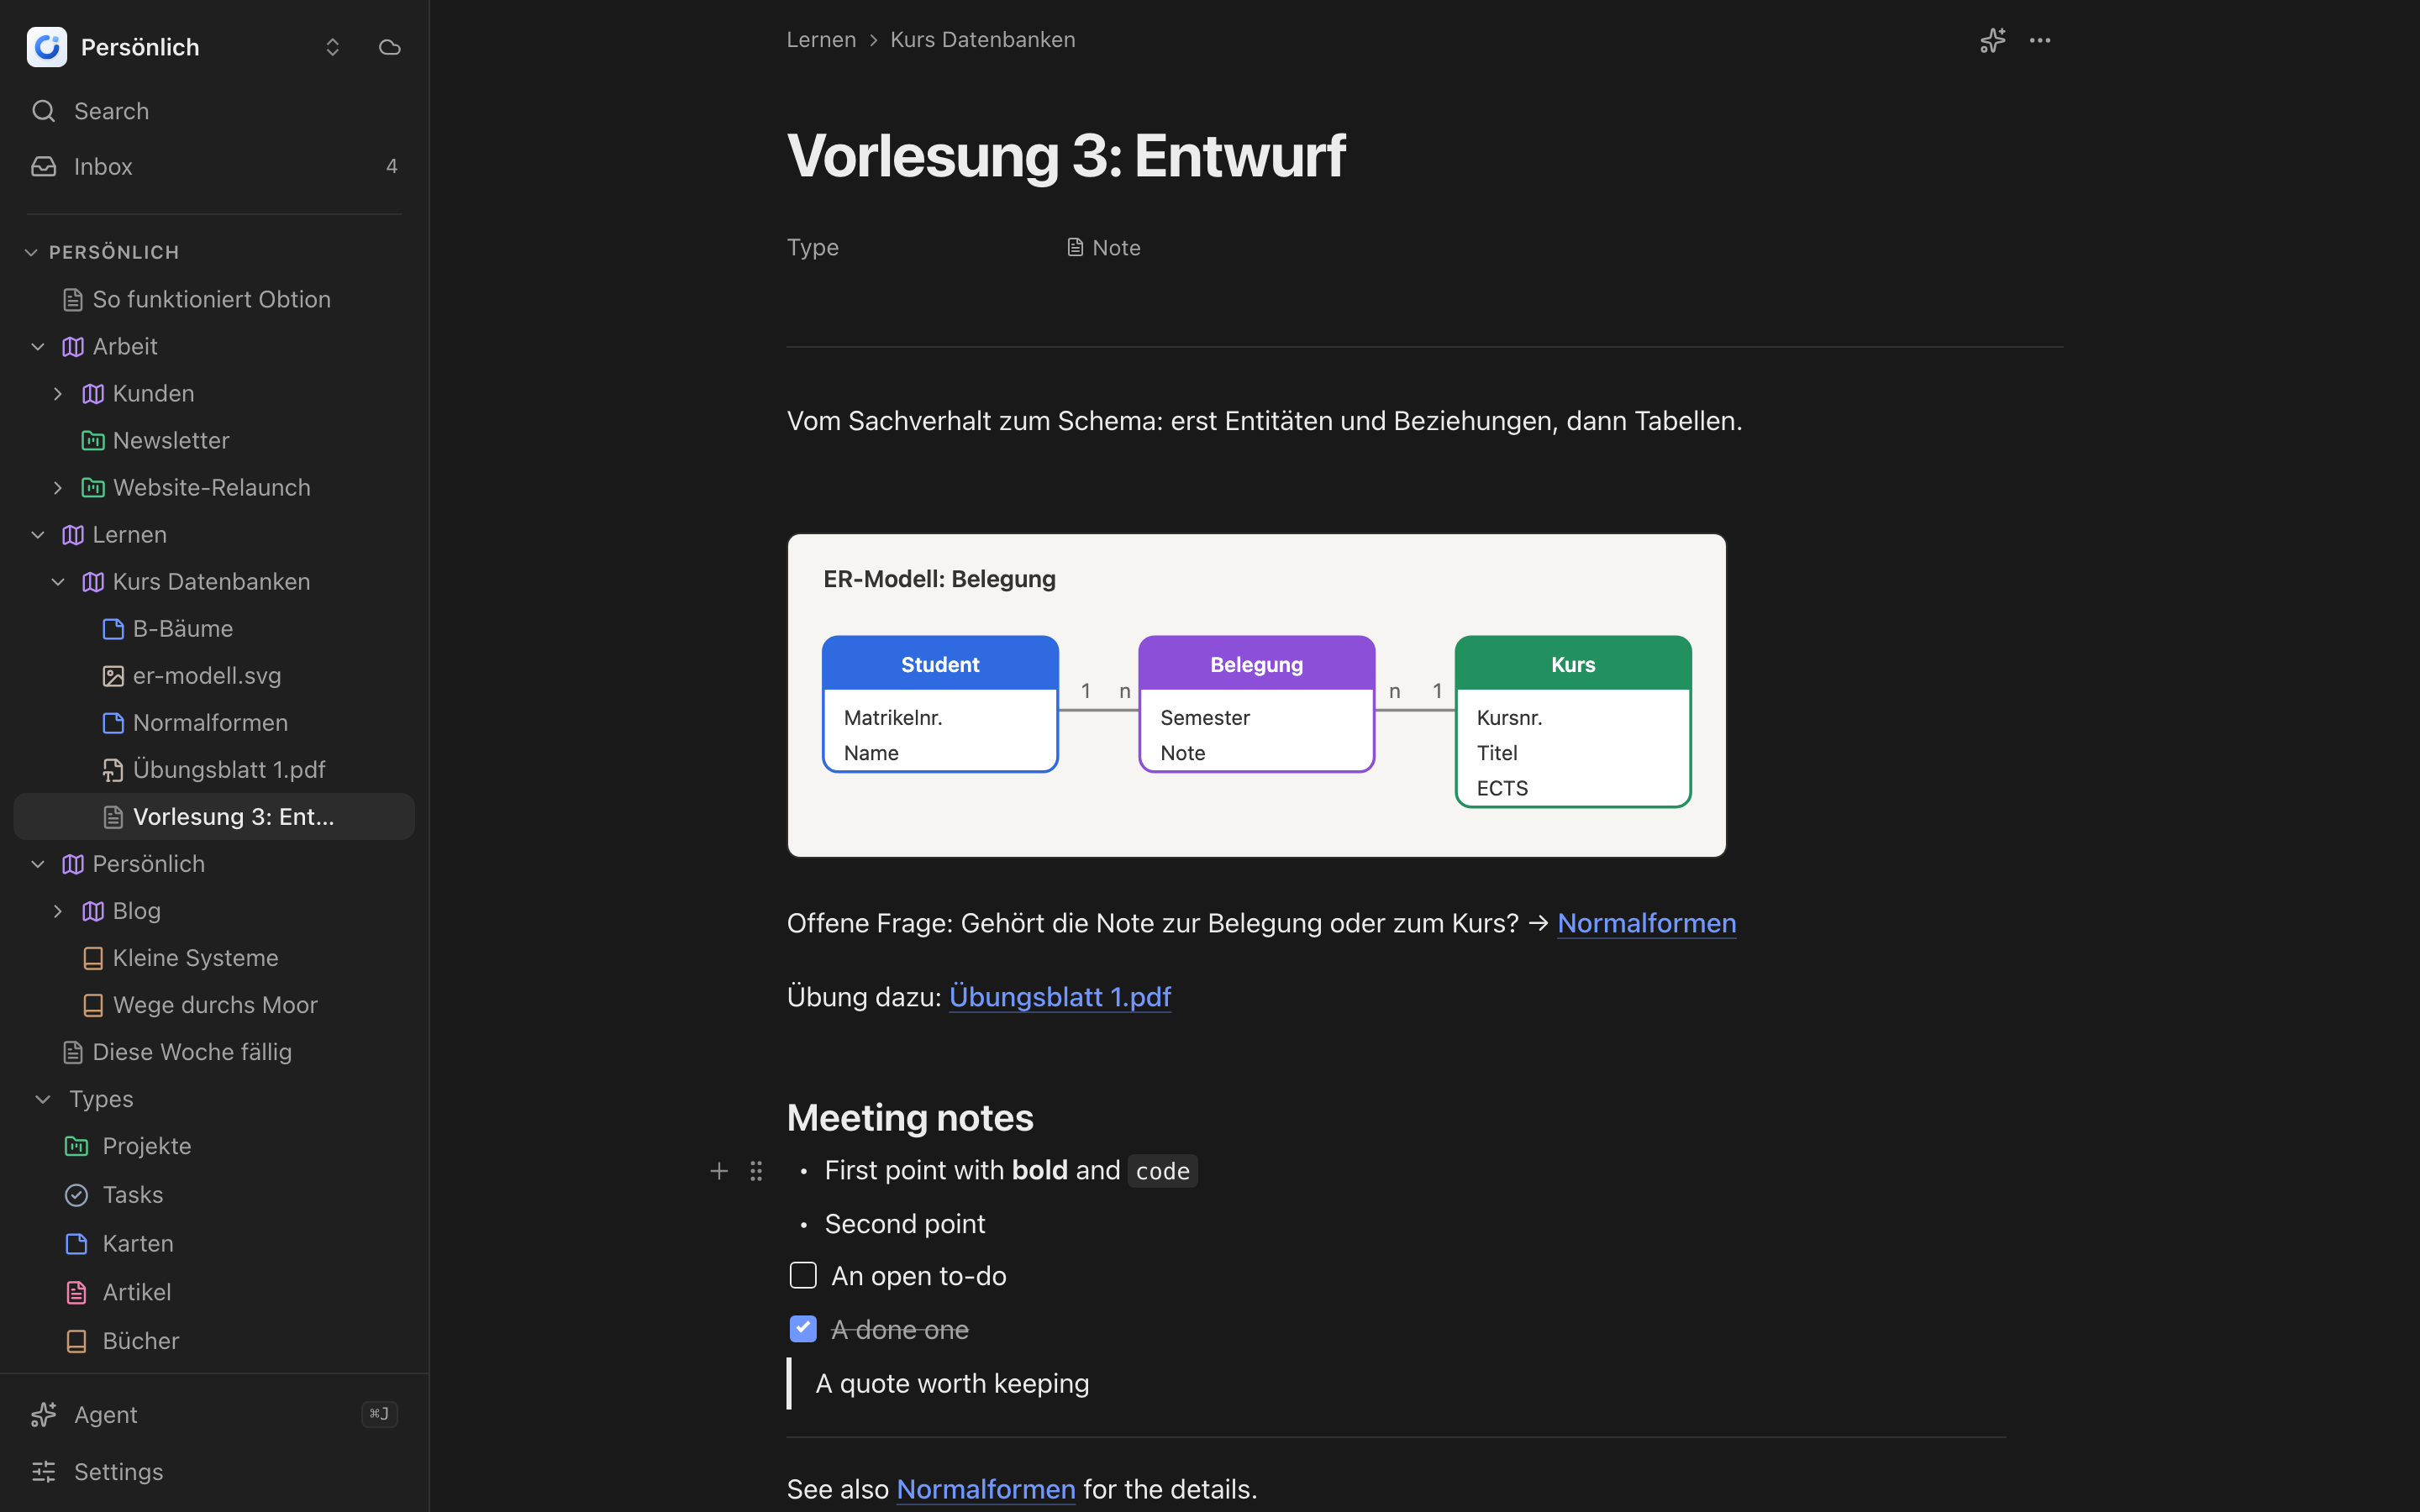 Persönlich
Search
Inbox 4
PERSÖNLICH
So funktioniert Obtion
Arbeit
Kunden
Newsletter
Website-Relaunch
Lernen
Kurs Datenbanken
B-Bäume
er-modell.svg
Normalformen
Übungsblatt 1.pdf
Vorlesung 3: Ent...
Persönlich
Blog
Kleine Systeme
Wege durchs Moor
Diese Woche fällig
Types
Projekte
Tasks
Karten
Artikel
Bücher
Agent ⌘J
Settings
Lernen > Kurs Datenbanken
Vorlesung 3: Entwurf
Type Note
Vom Sachverhalt zum Schema: erst Entitäten und Beziehungen, dann Tabellen.
ER-Modell: Belegung
Student
Matrikelnr.
Name
1 n
Belegung
Semester
Note
n 1
Kurs
Kursnr.
Titel
ECTS
Offene Frage: Gehört die Note zur Belegung oder zum Kurs? → Normalformen
Übung dazu: Übungsblatt 1.pdf
Meeting notes
• First point with bold and code
• Second point
An open to-do
A done one
A quote worth keeping
See also Normalformen for the details.